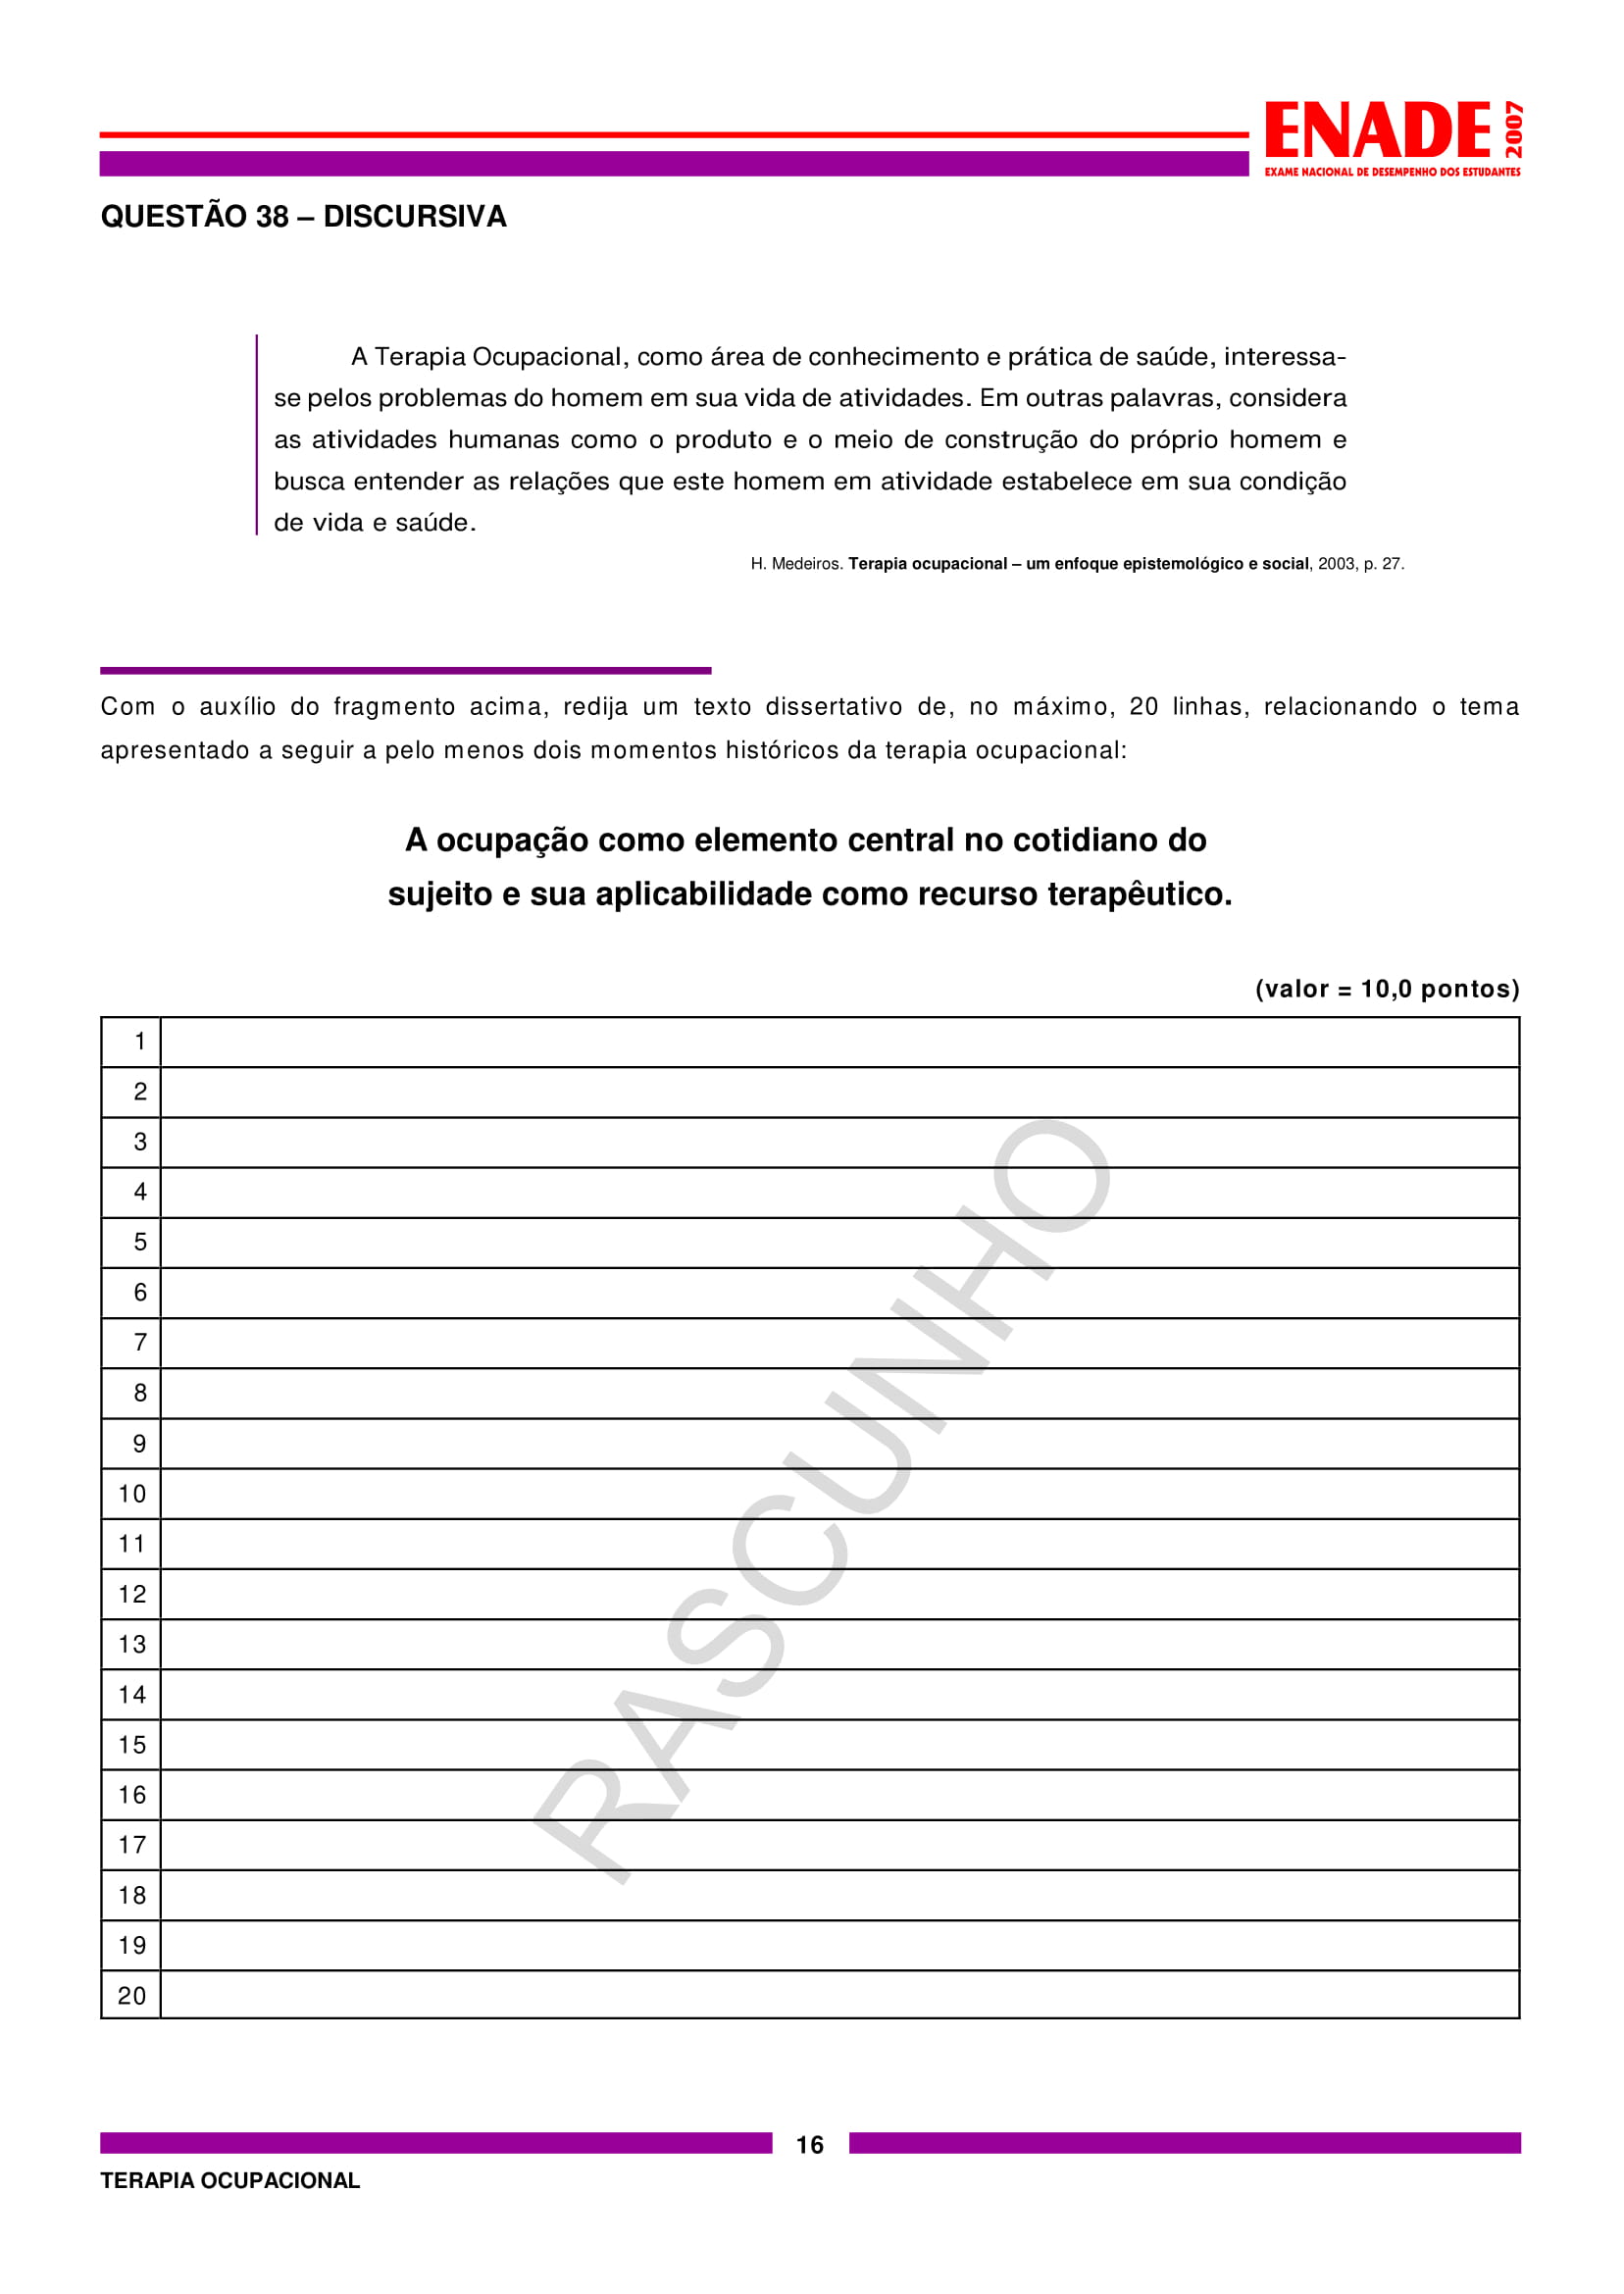 ENADE
2007
EXAME NACIONAL DE DESEMPENHO DOS ESTUDANTES
QUESTÃO 38 – DISCURSIVA
A Terapia Ocupacional, como área de conhecimento e prática de saúde, interessa-
se pelos problemas do homem em sua vida de atividades. Em outras palavras, considera
as atividades humanas como o produto e o meio de construção do próprio homem e
busca entender as relações que este homem em atividade estabelece em sua condição
de vida e saúde.
H. Medeiros. Terapia ocupacional – um enfoque epistemológico e social, 2003, p. 27.
Com o auxílio do fragmento acima, redija um texto dissertativo de, no máximo, 20 linhas, relacionando o tema
apresentado a seguir a pelo menos dois momentos históricos da terapia ocupacional:
A ocupação como elemento central no cotidiano do
sujeito e sua aplicabilidade como recurso terapêutico.
(valor = 10,0 pontos)
1
2
3
4
5
6
7
8
9
10
11
12
13
14
15
16
17
18
19
20
RASCUNHO
16
TERAPIA OCUPACIONAL